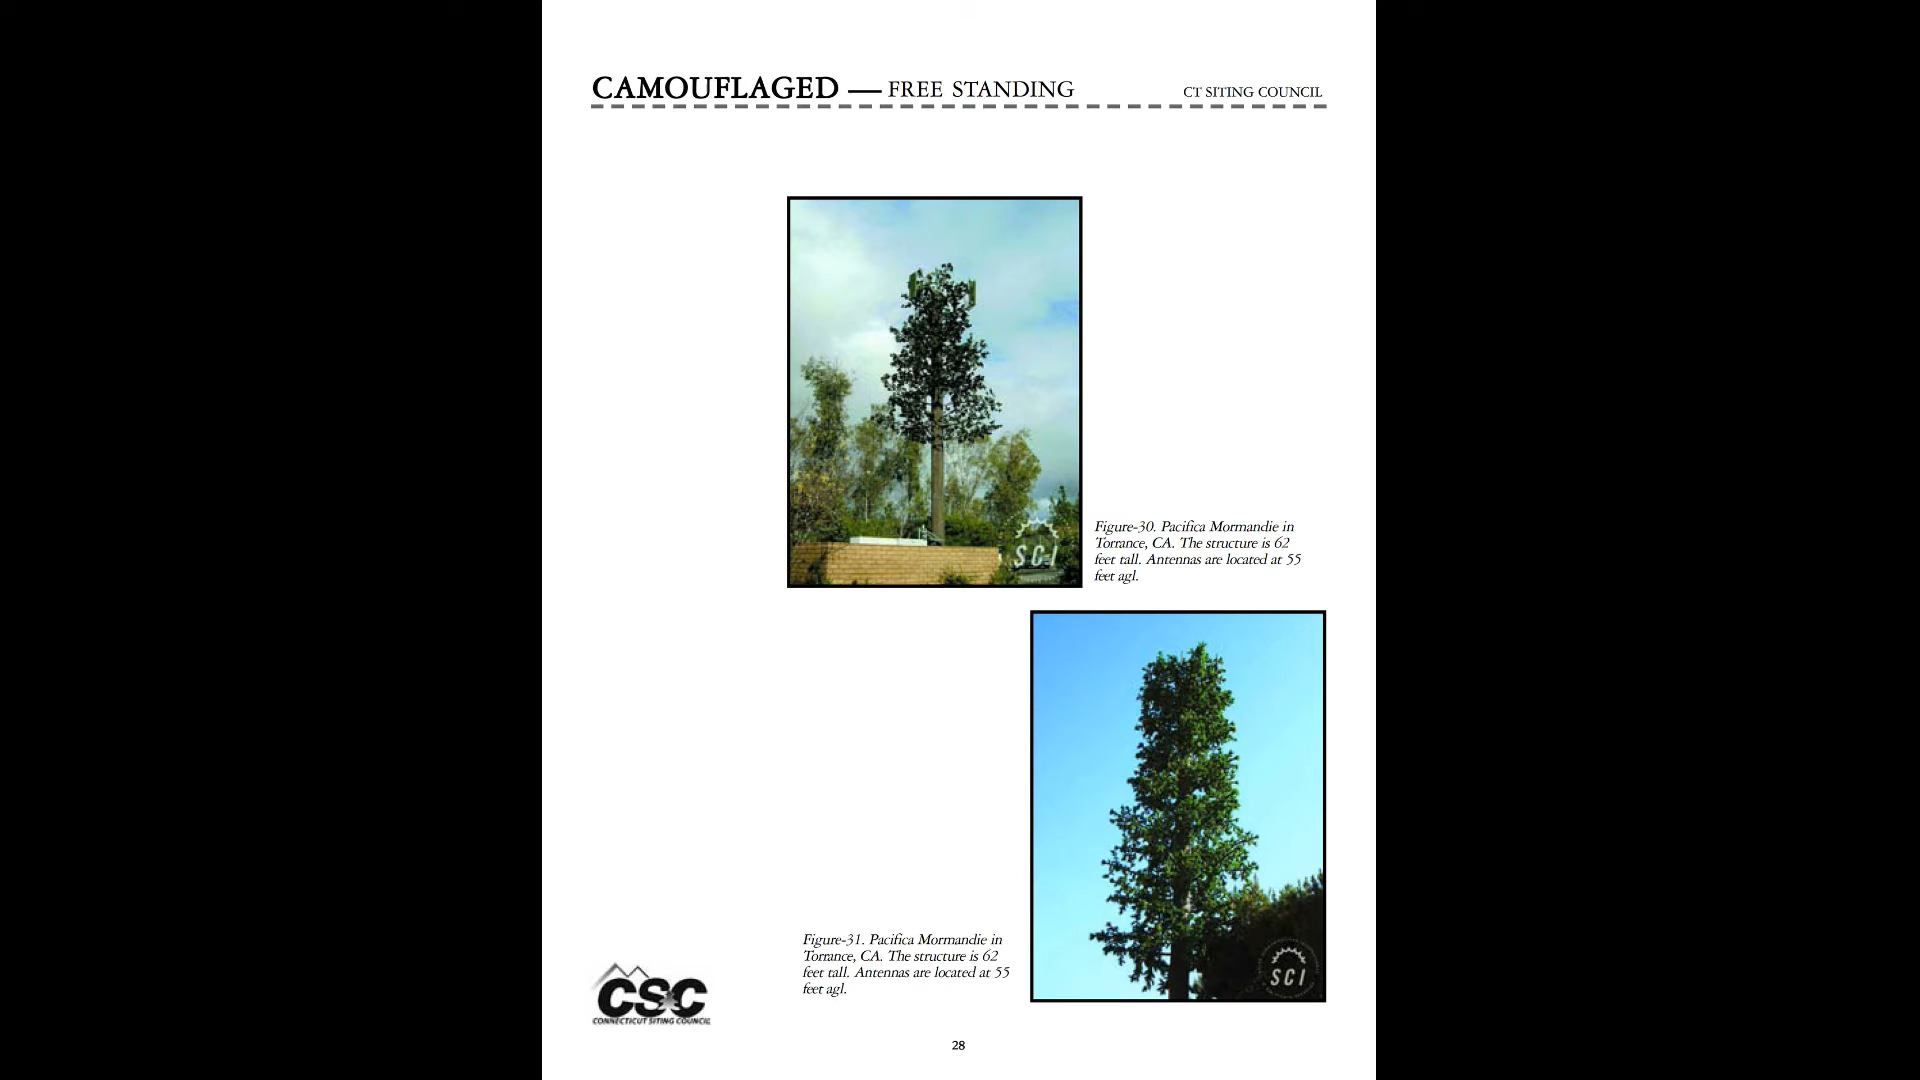 CAMOUFLAGED — FREE STANDING
CT SITING COUNCIL
SCI
Figure-30. Pacifica Mormandie in
Torrance, CA. The structure is 62
feet tall. Antennas are located at 55
feet agl.
Figure-31. Pacifica Mormandie in
Torrance, CA. The structure is 62
feet tall. Antennas are located at 55
feet agl.
SCI
CSC
CONNECTICUT SITING COUNCIL
28